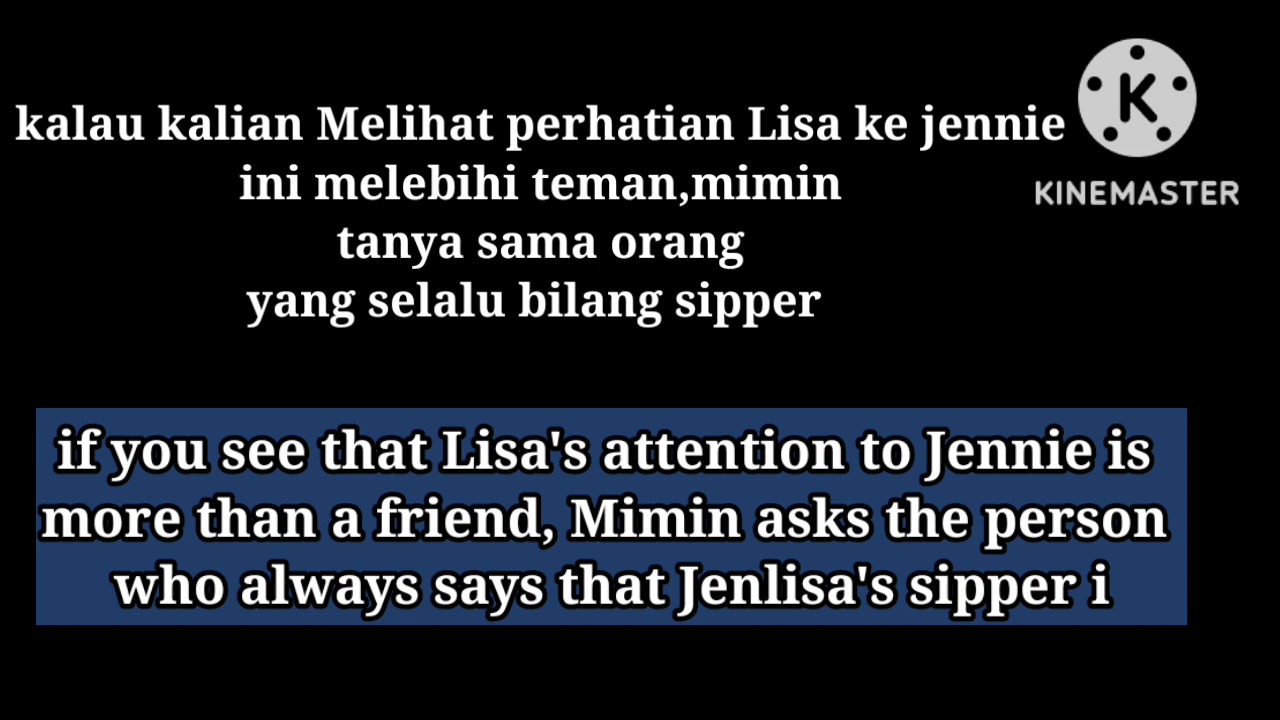 kalau kalian Melihat perhatian Lisa ke jennie
ini melebihi teman,mimin
tanya sama orang
yang selalu bilang sipper
K
KINEMASTER
if you see that Lisa's attention to Jennie is
more than a friend, Mimin asks the person
who always says that Jenlisa's sipper i